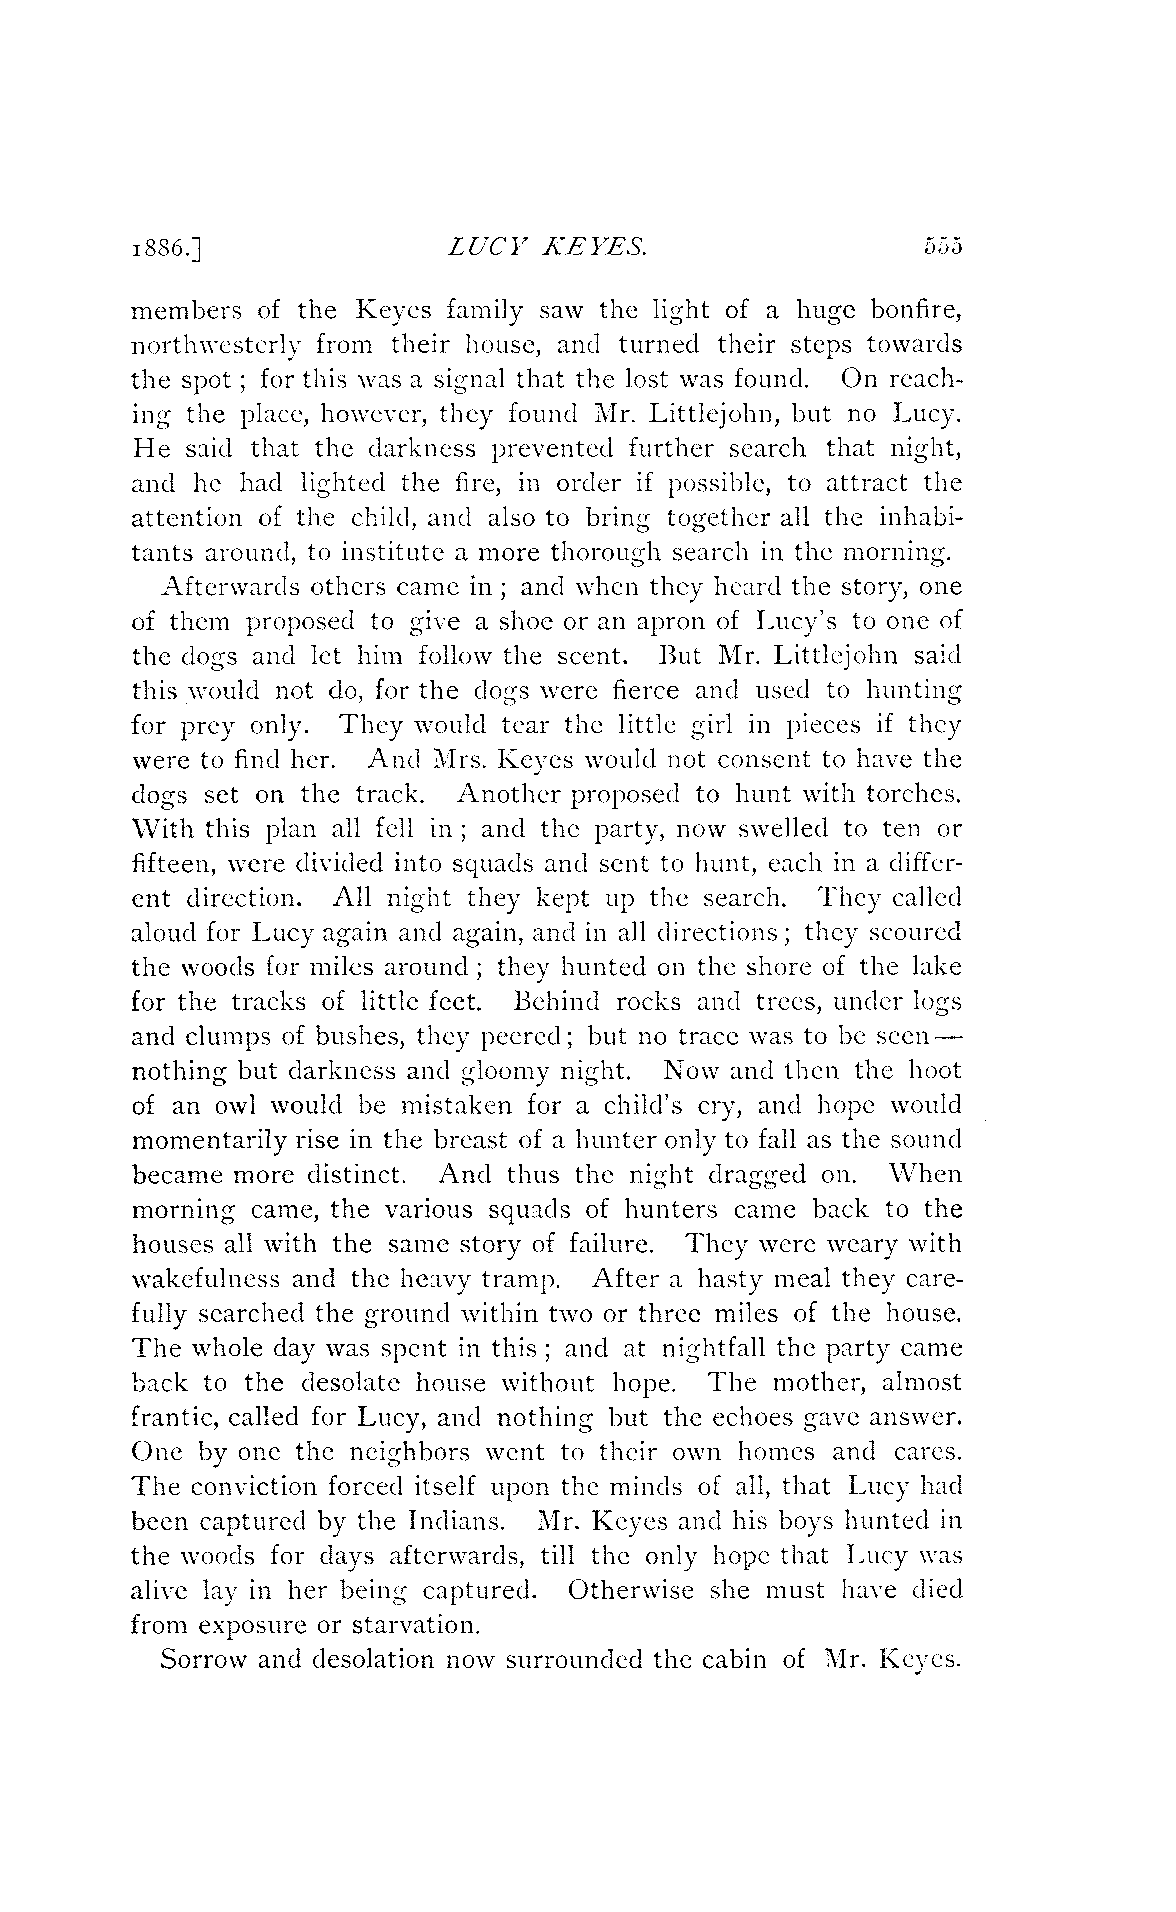 1886.] LUCY KEYES. 555
members of the Keyes family saw the light of a huge bonfire,
northwesterly from their house, and turned their steps towards
the spot ; for this was a signal that the lost was found. On reach-
ing the place, however, they found Mr. Littlejohn, but no Lucy.
He said that the darkness prevented further search that night,
and he had lighted the fire, in order if possible, to attract the
attention of the child, and also to bring together all the inhabi-
tants around, to institute a more thorough search in the morning.
Afterwards others came in ; and when they heard the story, one
of them proposed to give a shoe or an apron of Lucy's to one of
the dogs and let him follow the scent. But Mr. Littlejohn said
this would not do, for the dogs were fierce and used to hunting
for prey only. They would tear the little girl in pieces if they
were to find her. And Mrs. Keyes would not consent to have the
dogs set on the track. Another proposed to hunt with torches.
With this plan all fell in ; and the party, now swelled to ten or
fifteen, were divided into squads and sent to hunt, each in a differ-
ent direction. All night they kept up the search. They called
aloud for Lucy again and again, and in all directions ; they scoured
the woods for miles around ; they hunted on the shore of the lake
for the tracks of little feet. Behind rocks and trees, under logs
and clumps of bushes, they peered ; but no trace was to be seen—
nothing but darkness and gloomy night. Now and then the hoot
of an owl would be mistaken for a child's cry, and hope would
momentarily rise in the breast of a hunter only to fall as the sound
became more distinct. And thus the night dragged on. When
morning came, the various squads of hunters came back to the
houses all with the same story of failure. They were weary with
wakefulness and the heavy tramp. After a hasty meal they care-
fully searched the ground within two or three miles of the house.
The whole day was spent in this ; and at nightfall the party came
back to the desolate house without hope. The mother, almost
frantic, called for Lucy, and nothing but the echoes gave answer.
One by one the neighbors went to their own homes and cares.
The conviction forced itself upon the minds of all, that Lucy had
been captured by the Indians. Mr. Keyes and his boys hunted in
the woods for days afterwards, till the only hope that Lucy was
alive lay in her being captured. Otherwise she must have died
from exposure or starvation.
Sorrow and desolation now surrounded the cabin of Mr. Keyes.